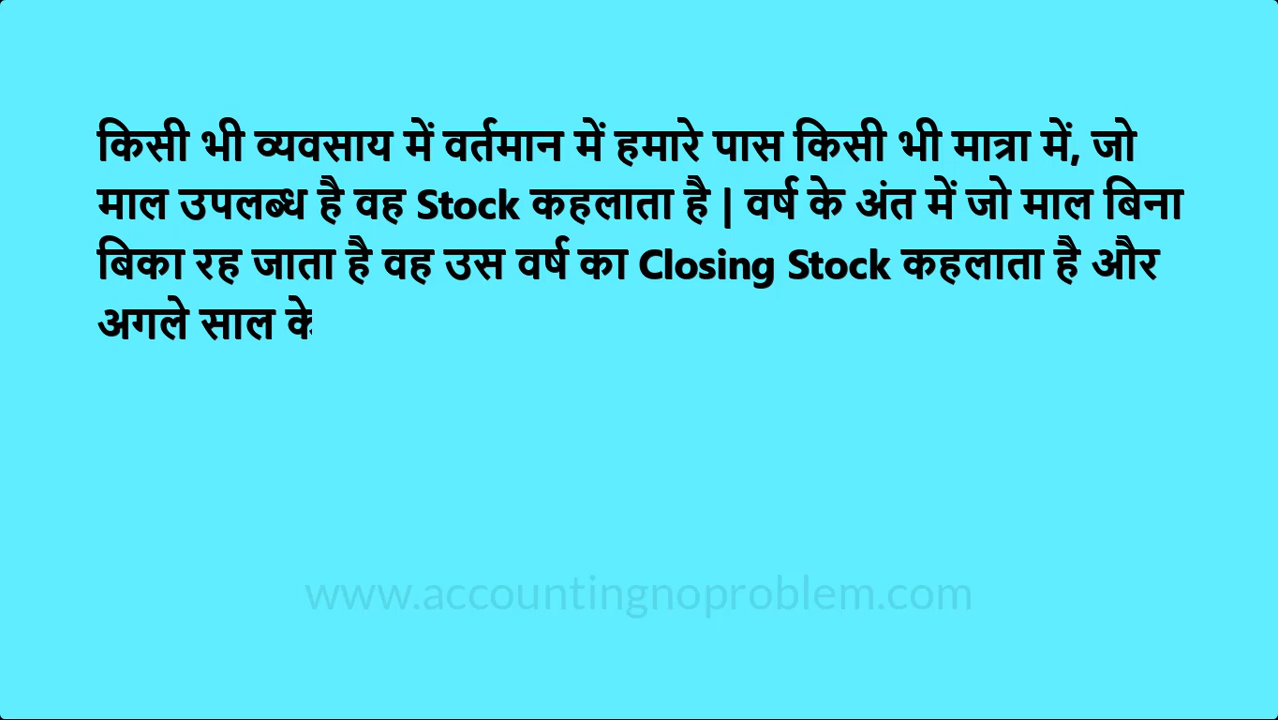 किसी भी व्यवसाय में वर्तमान में हमारे पास किसी भी मात्रा में, जो
माल उपलब्ध है वह Stock कहलाता है | वर्ष के अंत में जो माल बिना
बिका रह जाता है वह उस वर्ष का Closing Stock कहलाता है और
अगले साल के
www.accountingnoproblem.com